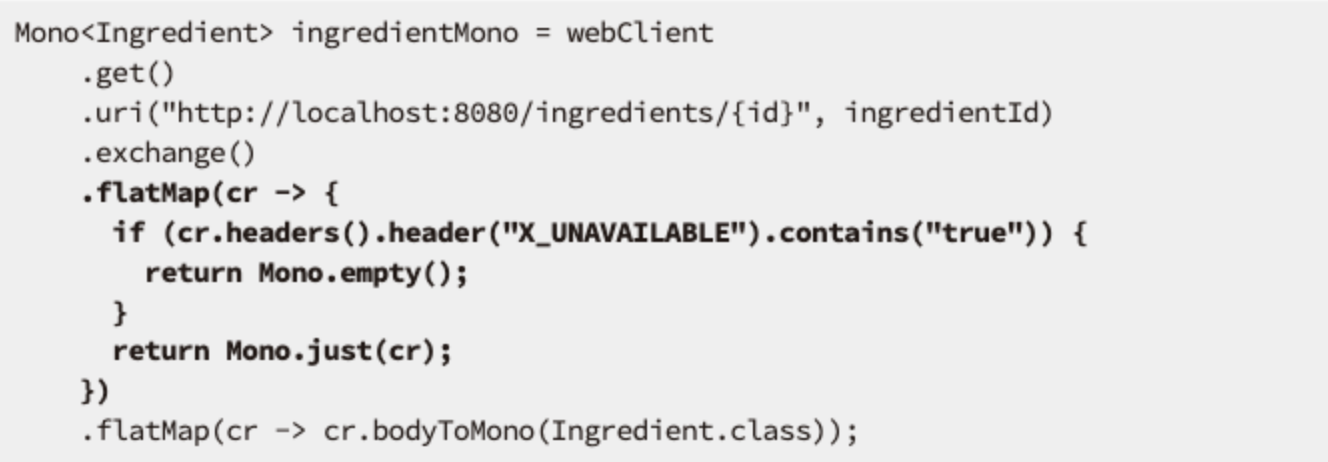 Mono<Ingredient> ingredientMono = webClient
.get()
.uri("http://localhost:8080/ingredients/{id}", ingredientId)
.exchange()
.flatMap(cr -> {
if (cr.headers().header("X_UNAVAILABLE").contains("true")) {
return Mono.empty();
}
return Mono.just(cr);
})
.flatMap(cr -> cr.bodyToMono(Ingredient.class));